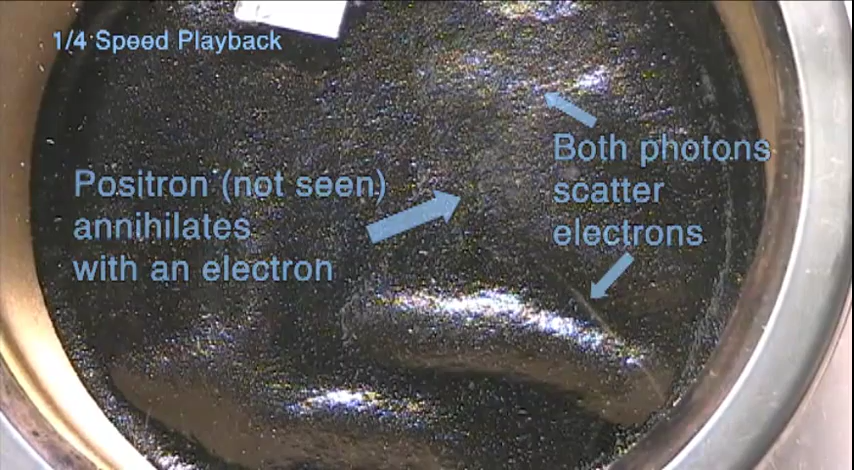 1/4 Speed Playback
Both photons
scatter
electrons
Positron (not seen)
annihilates
with an electron